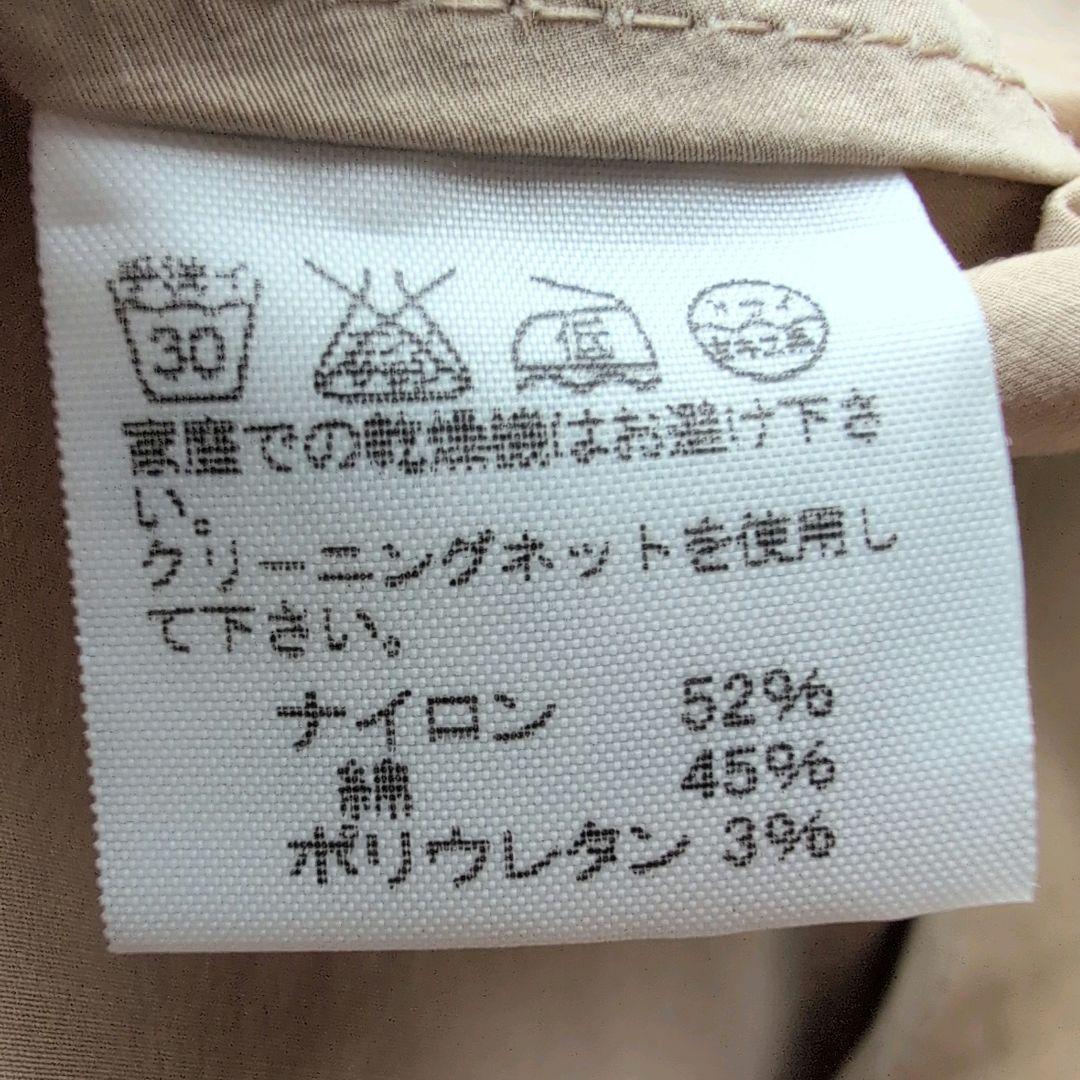 30
低
ドライ
セキユ系
家庭での乾燥機はお避け下さ
い。
クリーニングネットを使用し
て下さい。
ナイロン 52%
綿 45%
ポリウレタン 3%